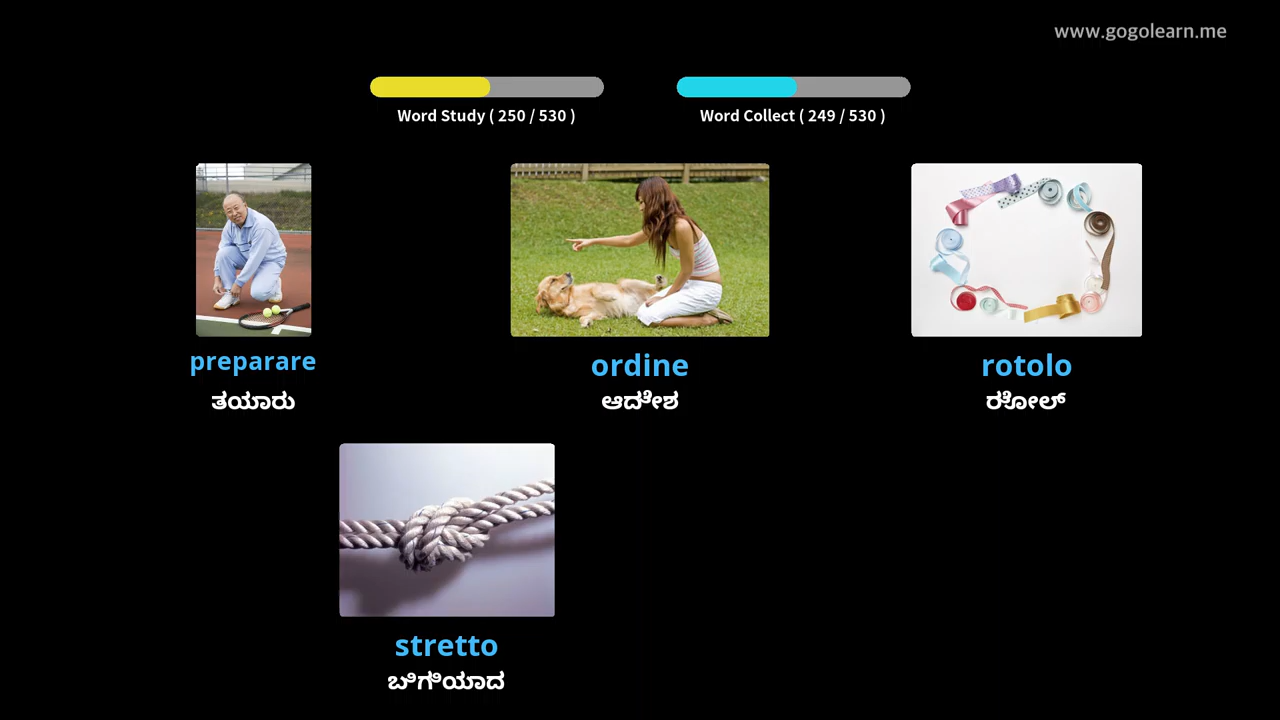 www.gogolearn.me
Word Study ( 250 / 530 )
Word Collect ( 249 / 530 )
preparare
ತಯಾರು
ordine
ಆದೇಶ
rotolo
ರೋಲ್
stretto
ಬಿಗಿಯಾದ